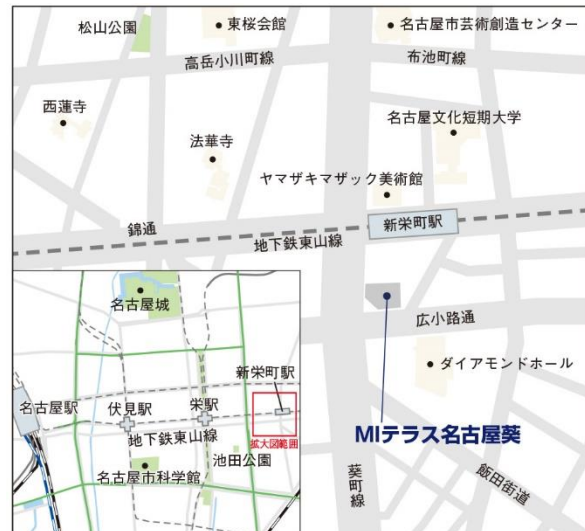 松山公園
東桜会館
名古屋市芸術創造センター
高岳小川町線
布池町線
西蓮寺
法華寺
名古屋文化短期大学
ヤマザキマザック美術館
新栄町駅
錦通
地下鉄東山線
広小路通
ダイアモンドホール
MIテラス名古屋葵
葵町線
飯田街道
名古屋城
新栄町駅
名古屋駅
伏見駅
栄駅
地下鉄東山線
拡大図範囲
池田公園
名古屋市科学館